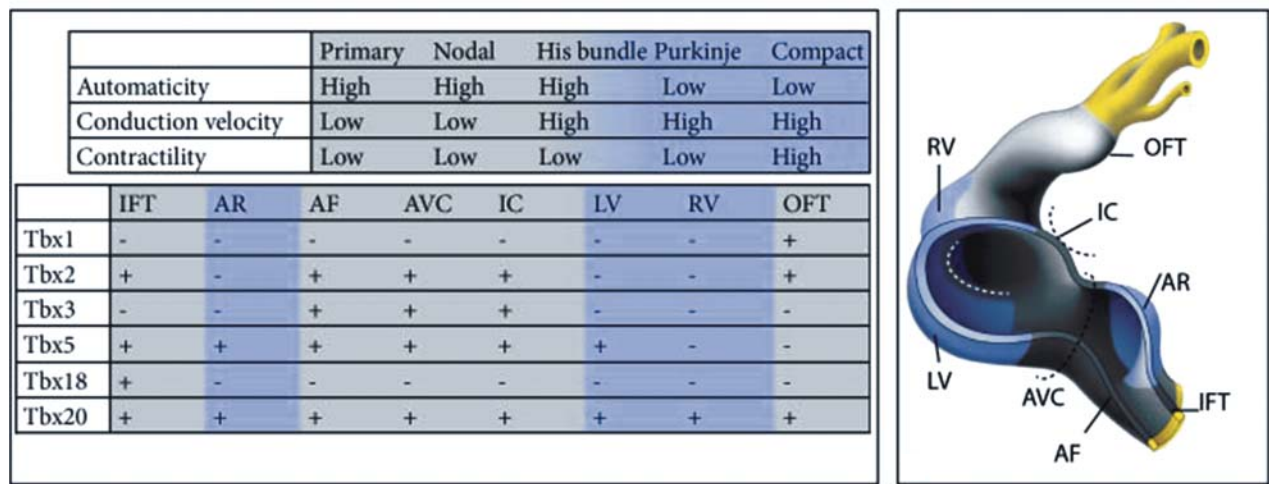 Primary Nodal His bundle Purkinje Compact
Automaticity High High High Low Low
Conduction velocity Low Low High High High
Contractility Low Low Low Low High
IFT AR AF AVC IC LV RV OFT
Tbx1 - - - - - - - +
Tbx2 + - + + + - - +
Tbx3 - - + + + - - -
Tbx5 + + + + + + - -
Tbx18 + - - - - - - -
Tbx20 + + + + + + + +
RV
OFT
IC
AR
LV
AVC
IFT
AF